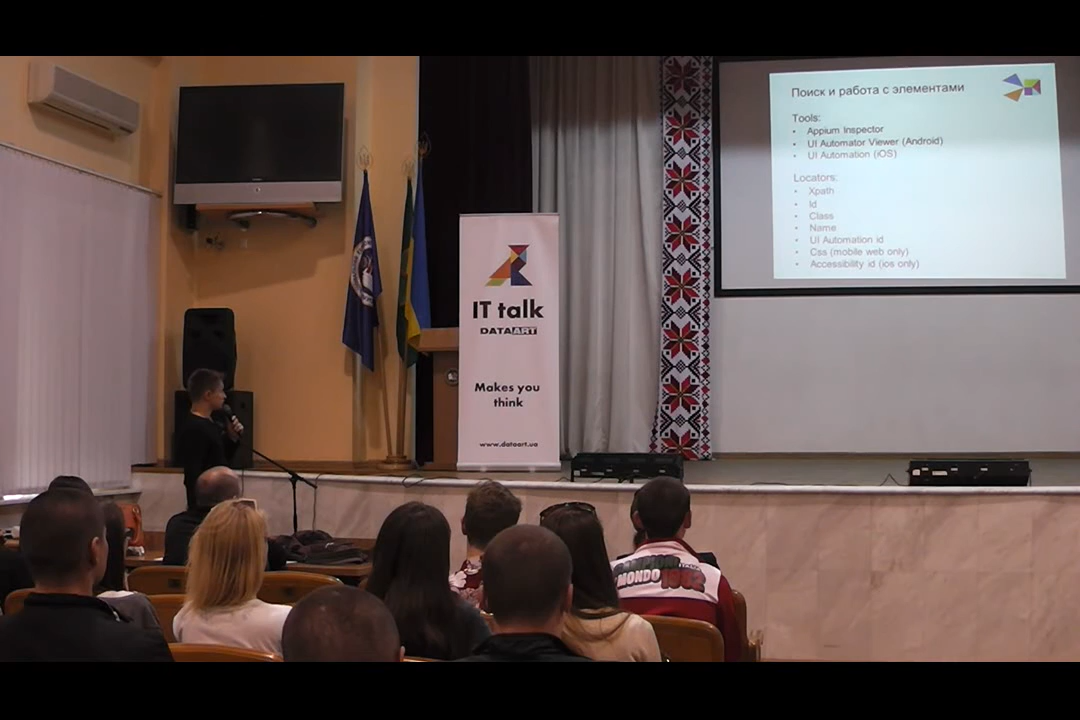 Поиск и работа с элементами
Tools:
• Appium Inspector
• UI Automator Viewer (Android)
• UI Automation (iOS)
Locators:
• Xpath
• Id
• Class
• Name
• UI Automation id
• Css (mobile web only)
• Accessibility id (ios only)
IT talk
DATAART
Makes you
think
www.dataart.ua
CAMPIONI
MONDO 1982